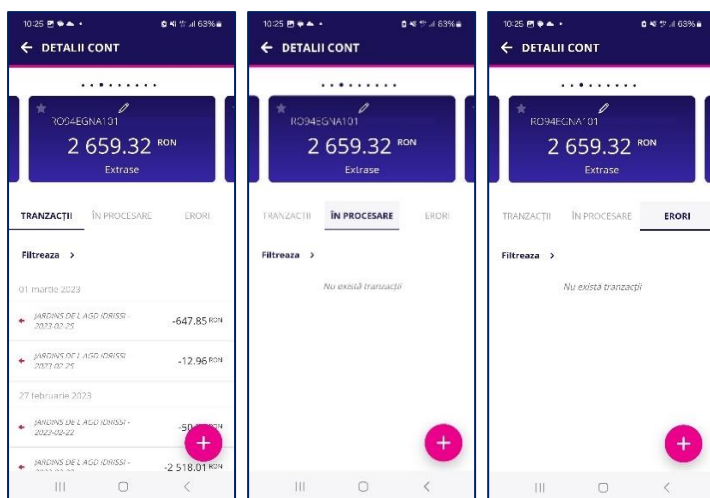 10:25
63%
DETALII CONT
RO94EGNA101
2 659.32 RON
Extrase
TRANZACȚII ÎN PROCESARE ERORI
Filtreaza >
01 martie 2023
JARDINS DE L AGD IDRISSI -
2023-02-25
-647.85 RON
JARDINS DE L AGD IDRISSI
2023-02-25
-12.96 RON
27 februarie 2023
JARDINS DE L AGD IDRISSI -
2023-02-22
JARDINS DE L AGD IDRISSI -
-2 518.01 RON
10:25
63%
DETALII CONT
RO94EGNA101
2 659.32 RON
Extrase
TRANZACȚII ÎN PROCESARE ERORI
Filtreaza >
Nu există tranzacții
10:25
63%
DETALII CONT
RO94EGNA101
2 659.32 RON
Extrase
TRANZACȚII ÎN PROCESARE ERORI
Filtreaza >
Nu există tranzacții